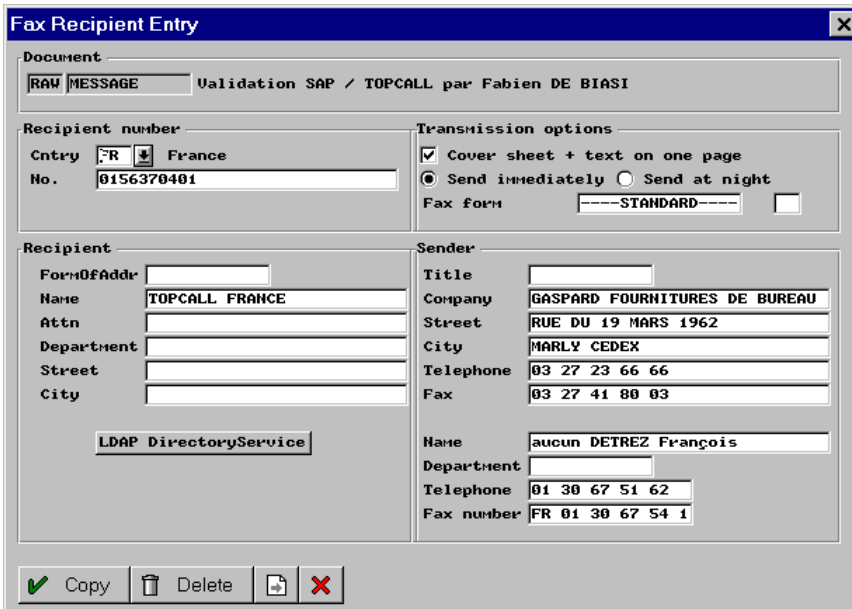 Fax Recipient Entry
Document
RAW MESSAGE Validation SAP / TOPCALL par Fabien DE BIASI
Recipient number
Cntry FR France
No. 0156370401
Transmission options
Cover sheet + text on one page
Send immediately Send at night
Fax form ----STANDARD----
Recipient
FormOfAddr
Name TOPCALL FRANCE
Attn
Department
Street
City
LDAP DirectoryService
Sender
Title
Company GASPARD FOURNITURES DE BUREAU
Street RUE DU 19 MARS 1962
City MARLY CEDEX
Telephone 03 27 23 66 66
Fax 03 27 41 80 03
Name aucun DETREZ François
Department
Telephone 01 30 67 51 62
Fax number FR 01 30 67 54 1
Copy Delete